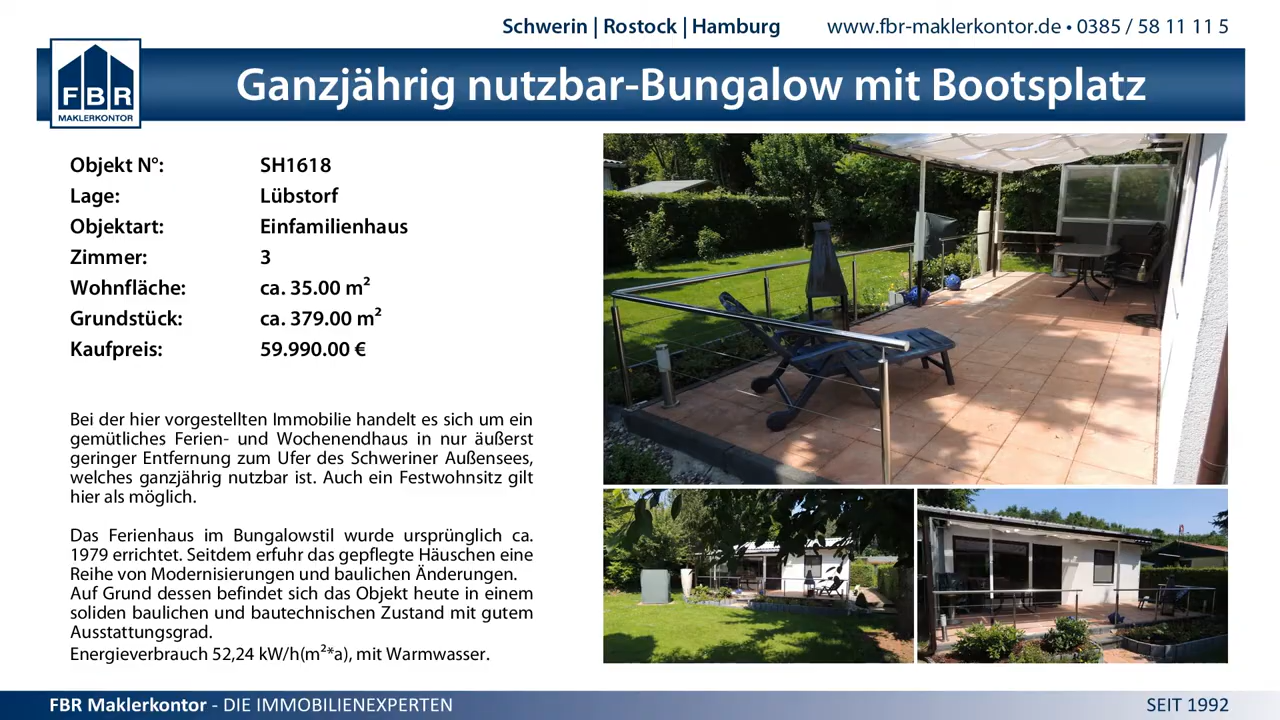 Schwerin | Rostock | Hamburg www.fbr-maklerkontor.de • 0385 / 58 11 11 5
FBR
MAKLERKONTOR
Ganzjährig nutzbar-Bungalow mit Bootsplatz
Objekt N°: SH1618
Lage: Lübstorf
Objektart: Einfamilienhaus
Zimmer: 3
Wohnfläche: ca. 35.00 m²
Grundstück: ca. 379.00 m²
Kaufpreis: 59.990.00 €
Bei der hier vorgestellten Immobilie handelt es sich um ein
gemütliches Ferien- und Wochenendhaus in nur äußerst
geringer Entfernung zum Ufer des Schweriner Außensees,
welches ganzjährig nutzbar ist. Auch ein Festwohnsitz gilt
hier als möglich.
Das Ferienhaus im Bungalowstil wurde ursprünglich ca.
1979 errichtet. Seitdem erfuhr das gepflegte Häuschen eine
Reihe von Modernisierungen und baulichen Änderungen.
Auf Grund dessen befindet sich das Objekt heute in einem
soliden baulichen und bautechnischen Zustand mit gutem
Ausstattungsgrad.
Energieverbrauch 52,24 kW/h(m²*a), mit Warmwasser.
FBR Maklerkontor - DIE IMMOBILIENEXPERTEN SEIT 1992